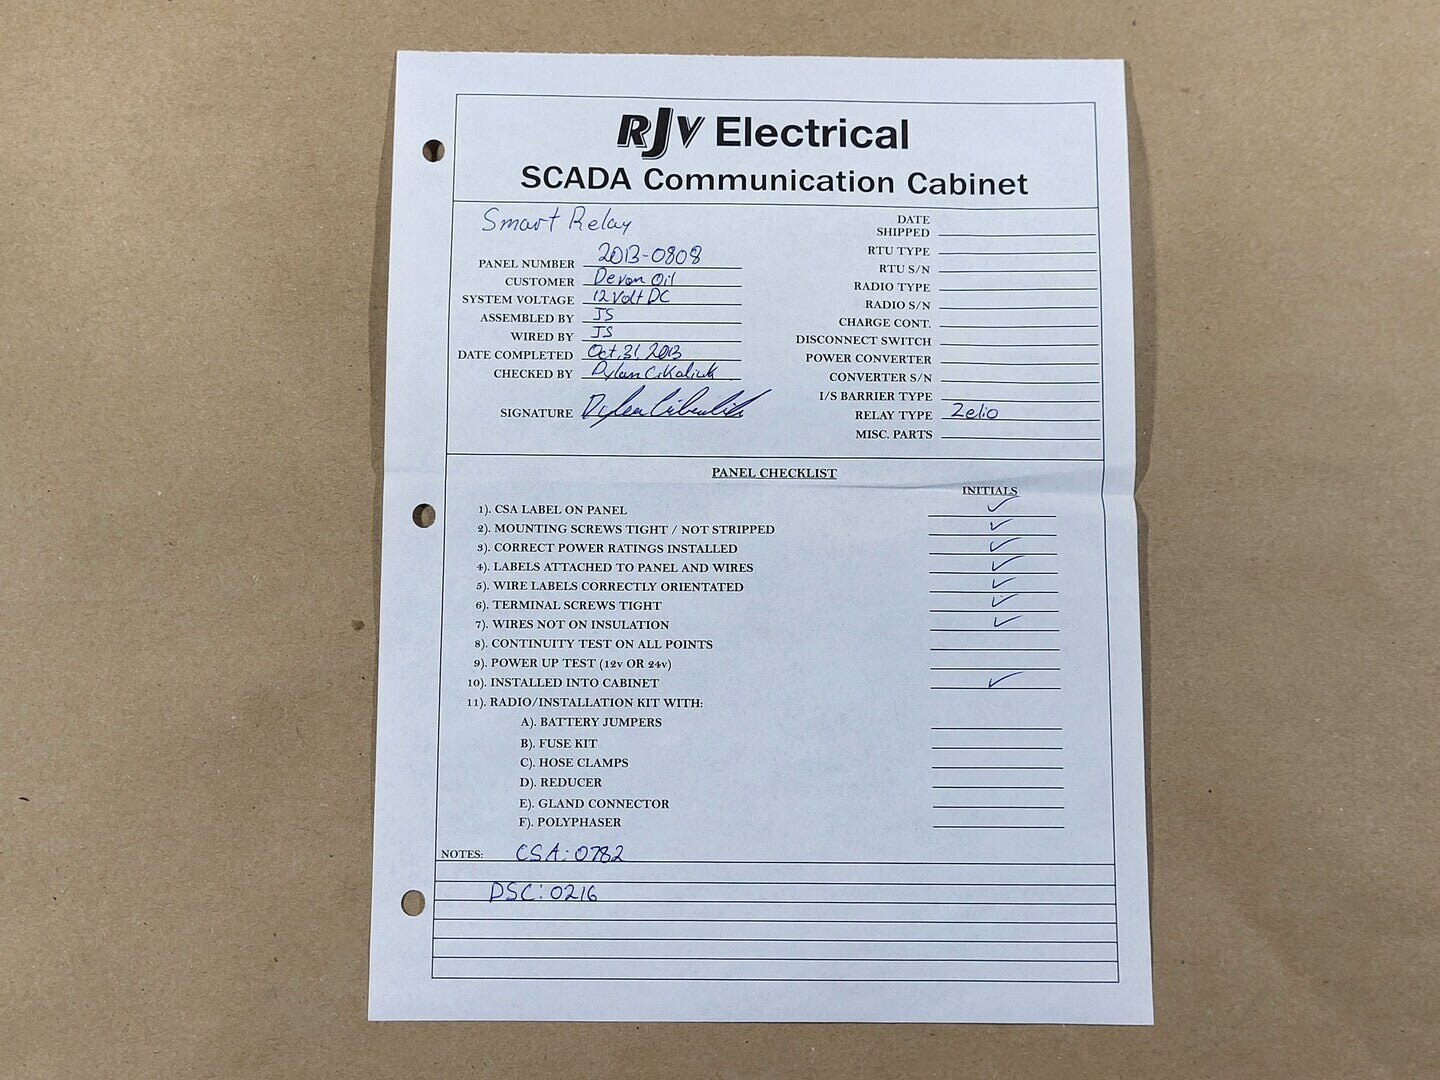 RJV Electrical
SCADA Communication Cabinet
Smart Relay
PANEL NUMBER 2013-0808
CUSTOMER Devon Oil
SYSTEM VOLTAGE 12 Volt DC
ASSEMBLED BY JS
WIRED BY JS
DATE COMPLETED Oct, 31, 2013
CHECKED BY Dylan
SIGNATURE
DATE
SHIPPED
RTU TYPE
RTU S/N
RADIO TYPE
RADIO S/N
CHARGE CONT.
DISCONNECT SWITCH
POWER CONVERTER
CONVERTER S/N
I/S BARRIER TYPE
RELAY TYPE Zelio
MISC. PARTS
PANEL CHECKLIST
INITIALS
1). CSA LABEL ON PANEL ✓
2). MOUNTING SCREWS TIGHT / NOT STRIPPED ✓
3). CORRECT POWER RATINGS INSTALLED ✓
4). LABELS ATTACHED TO PANEL AND WIRES ✓
5). WIRE LABELS CORRECTLY ORIENTATED ✓
6). TERMINAL SCREWS TIGHT ✓
7). WIRES NOT ON INSULATION ✓
8). CONTINUITY TEST ON ALL POINTS
9). POWER UP TEST (12v OR 24v)
10). INSTALLED INTO CABINET ✓
11). RADIO/INSTALLATION KIT WITH:
A). BATTERY JUMPERS
B). FUSE KIT
C). HOSE CLAMPS
D). REDUCER
E). GLAND CONNECTOR
F). POLYPHASER
NOTES: CSA: 0782
DSC: 0216